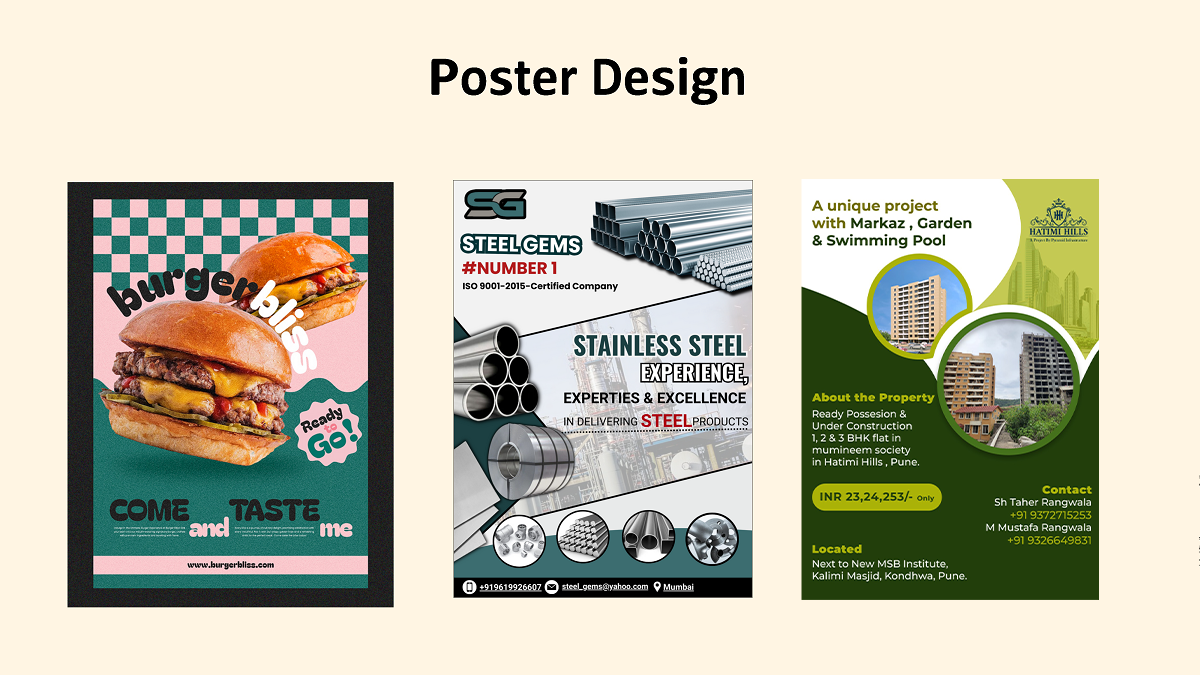 Poster Design
burgerbliss
Ready
to
Go!
COME and TASTE me
www.burgerbliss.com
SG
STEEL GEMS
#NUMBER 1
ISO 9001-2015-Certified Company
STAINLESS STEEL
EXPERIENCE,
EXPERTIES & EXCELLENCE
IN DELIVERING STEEL PRODUCTS
+919619926607 steel_gems@yahoo.com Mumbai
A unique project
with Markaz , Garden
& Swimming Pool
HATIMI HILLS
About the Property
Ready Possesion &
Under Construction
1, 2 & 3 BHK flat in
mumineem society
in Hatimi Hills , Pune.
INR 23,24,253/- Only
Contact
Sh Taher Rangwala
+91 9372715253
M Mustafa Rangwala
+91 9326649831
Located
Next to New MSB Institute,
Kalimi Masjid, Kondhwa, Pune.